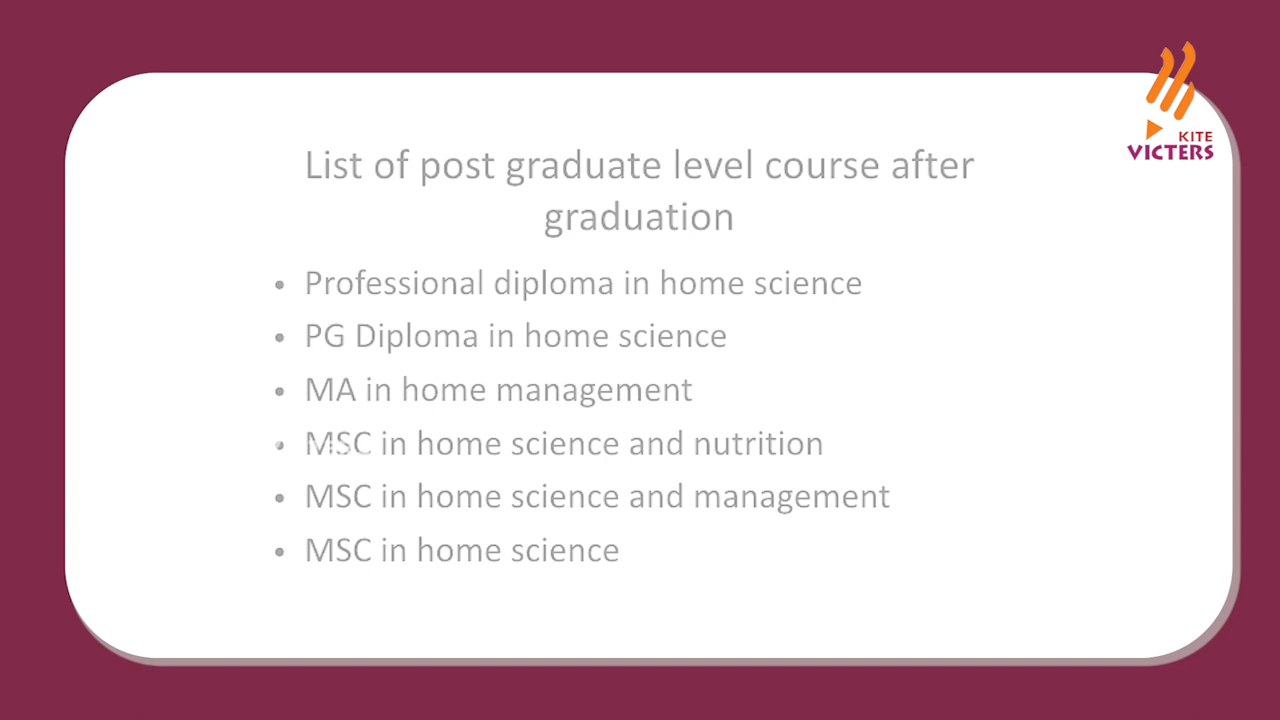 KITE
VICTERS
List of post graduate level course after
graduation
• Professional diploma in home science
• PG Diploma in home science
• MA in home management
• MSC in home science and nutrition
• MSC in home science and management
• MSC in home science